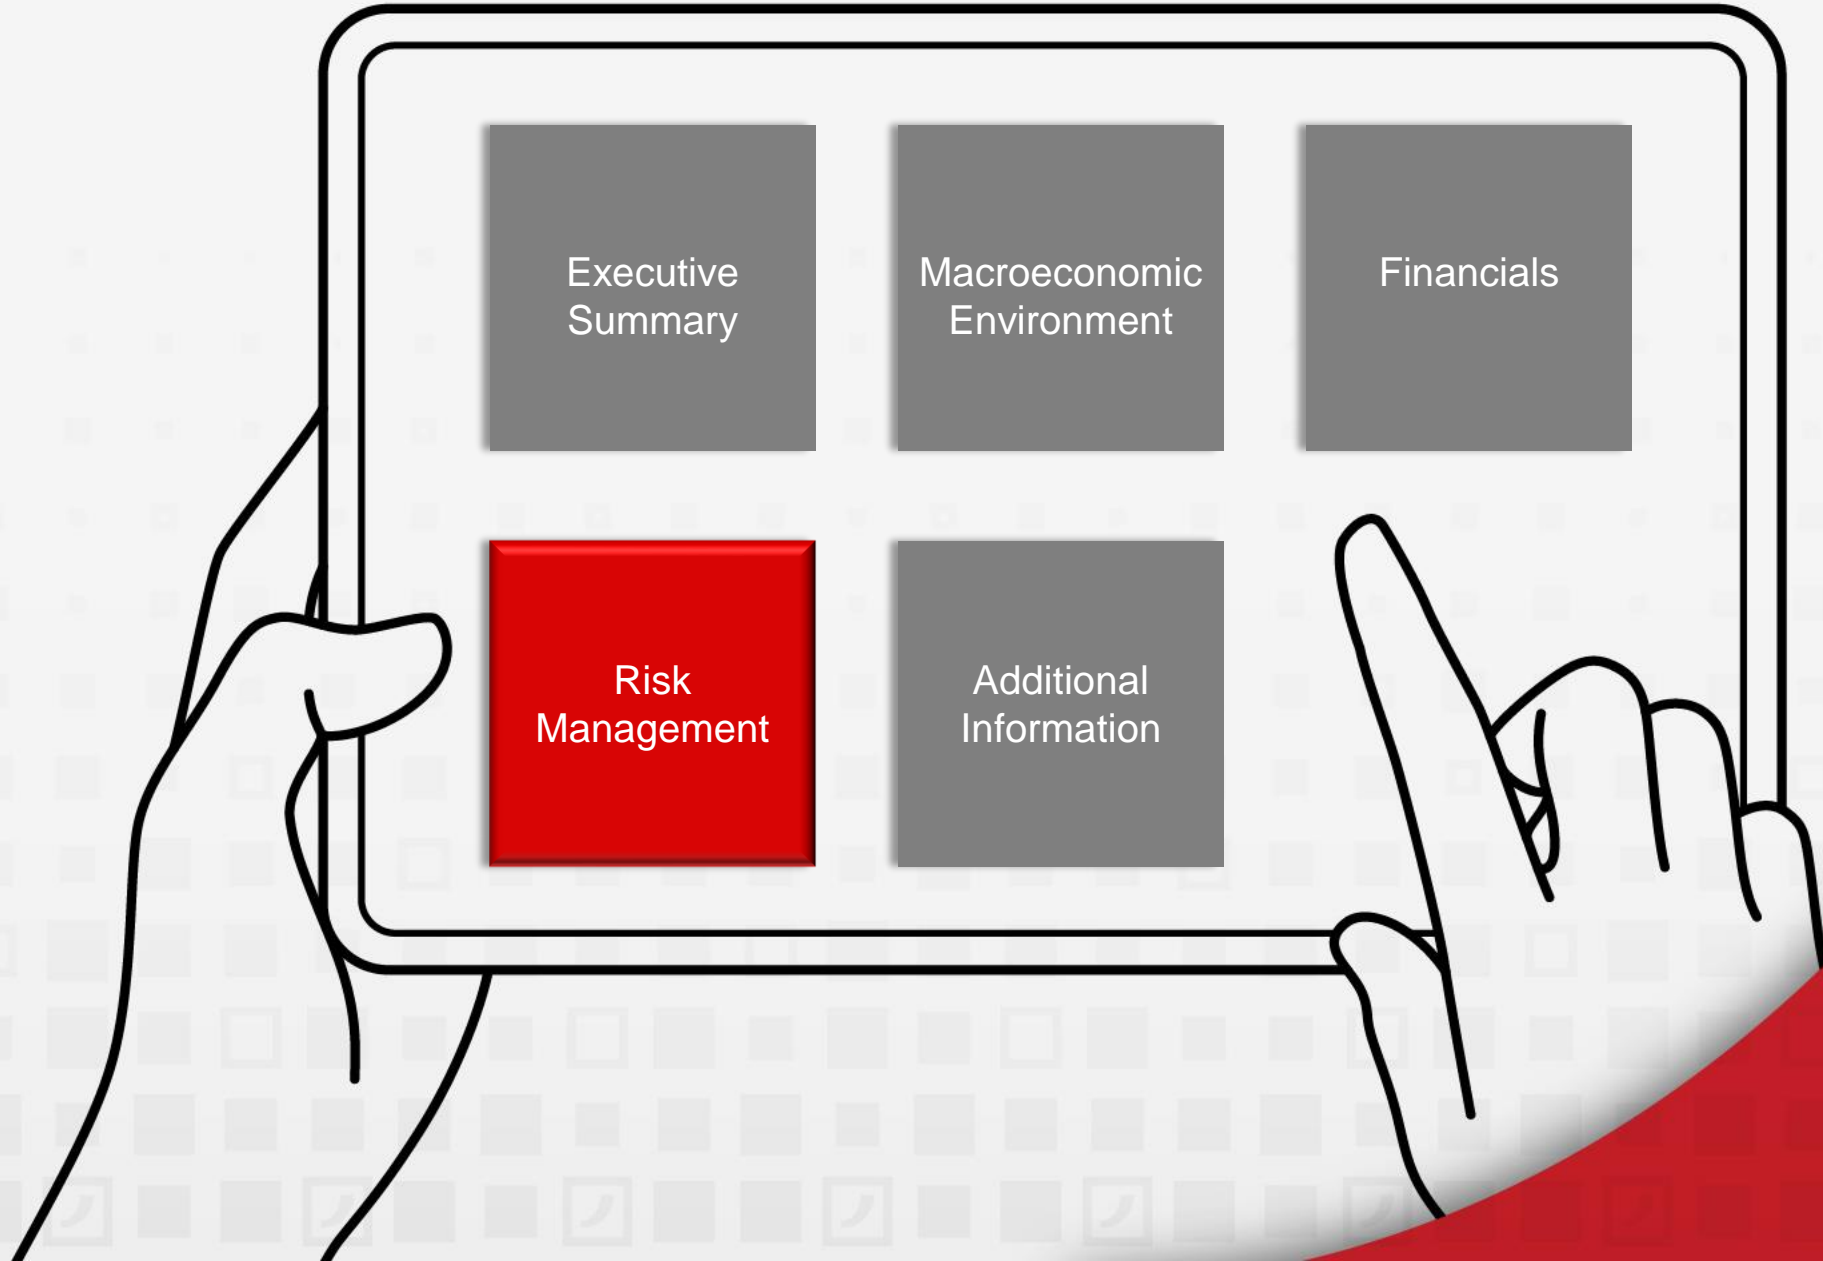 Executive
Summary
Macroeconomic
Environment
Financials
Risk
Management
Additional
Information